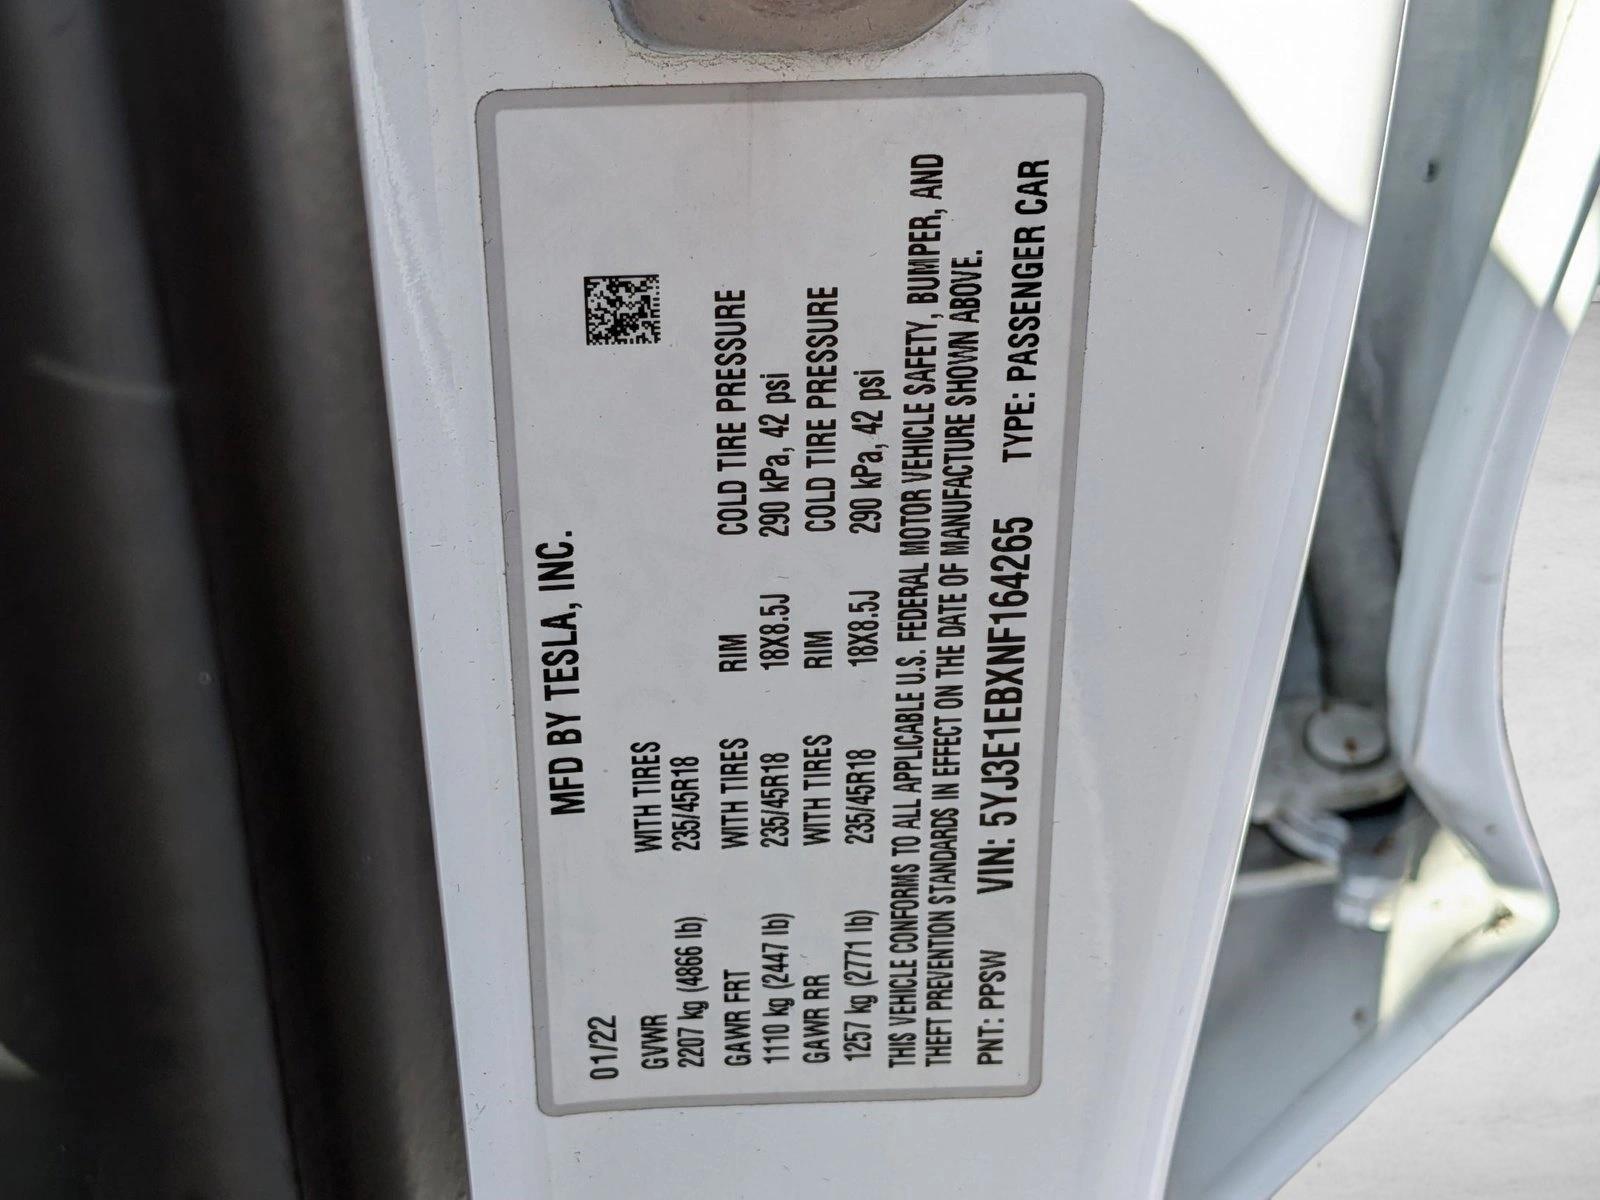 MFD BY TESLA, INC.
01/22
GVWR WITH TIRES
2207 kg (4866 lb) 235/45R18
GAWR FRT WITH TIRES RIM COLD TIRE PRESSURE
1110 kg (2447 lb) 235/45R18 18X8.5J 290 kPa, 42 psi
GAWR RR WITH TIRES RIM COLD TIRE PRESSURE
1257 kg (2771 lb) 235/45R18 18X8.5J 290 kPa, 42 psi
THIS VEHICLE CONFORMS TO ALL APPLICABLE U.S. FEDERAL MOTOR VEHICLE SAFETY, BUMPER, AND
THEFT PREVENTION STANDARDS IN EFFECT ON THE DATE OF MANUFACTURE SHOWN ABOVE.
PNT: PPSW VIN: 5YJ3E1EBXNF164265 TYPE: PASSENGER CAR